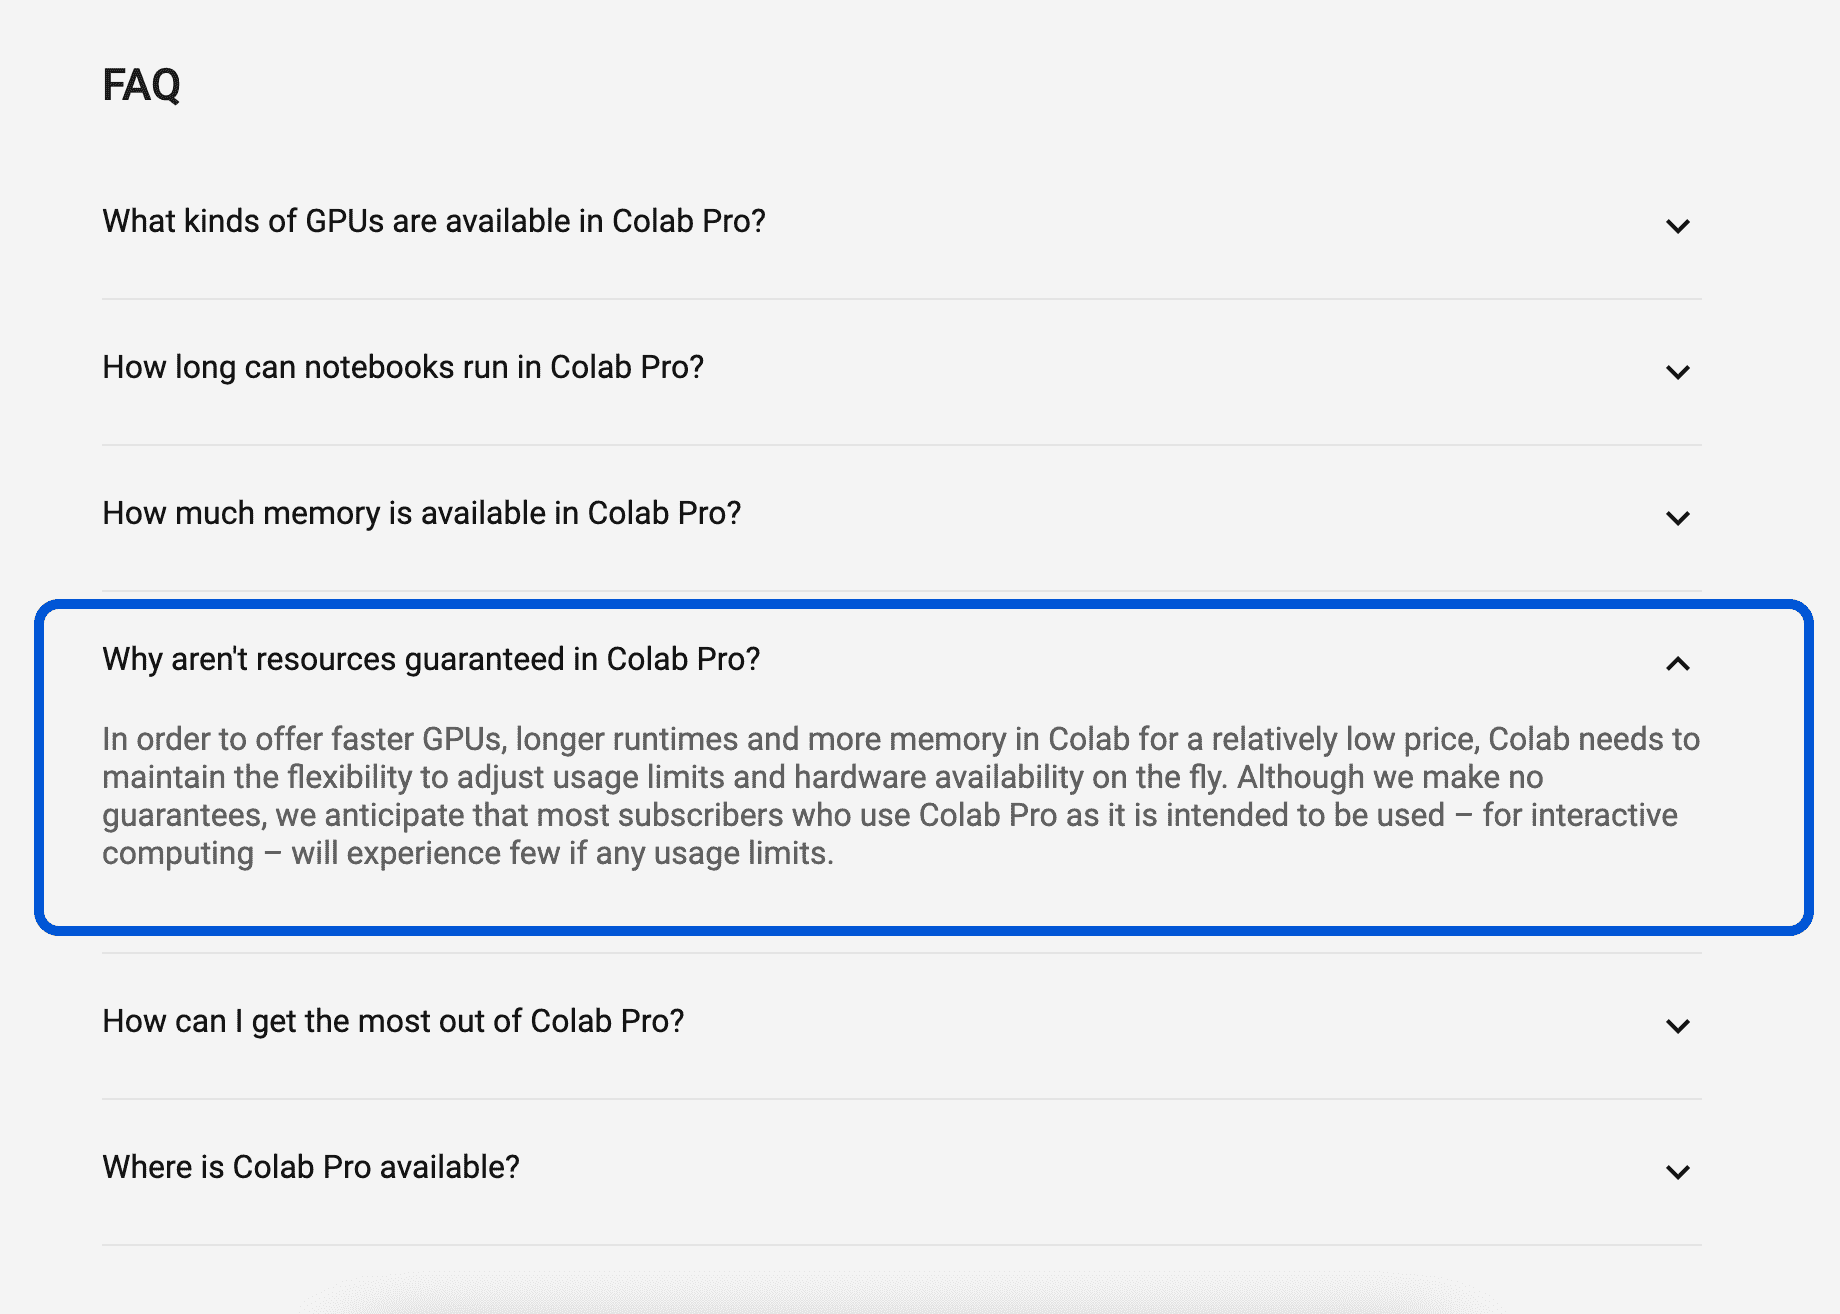 FAQ
What kinds of GPUs are available in Colab Pro?
How long can notebooks run in Colab Pro?
How much memory is available in Colab Pro?
Why aren't resources guaranteed in Colab Pro?
In order to offer faster GPUs, longer runtimes and more memory in Colab for a relatively low price, Colab needs to
maintain the flexibility to adjust usage limits and hardware availability on the fly. Although we make no
guarantees, we anticipate that most subscribers who use Colab Pro as it is intended to be used – for interactive
computing – will experience few if any usage limits.
How can I get the most out of Colab Pro?
Where is Colab Pro available?